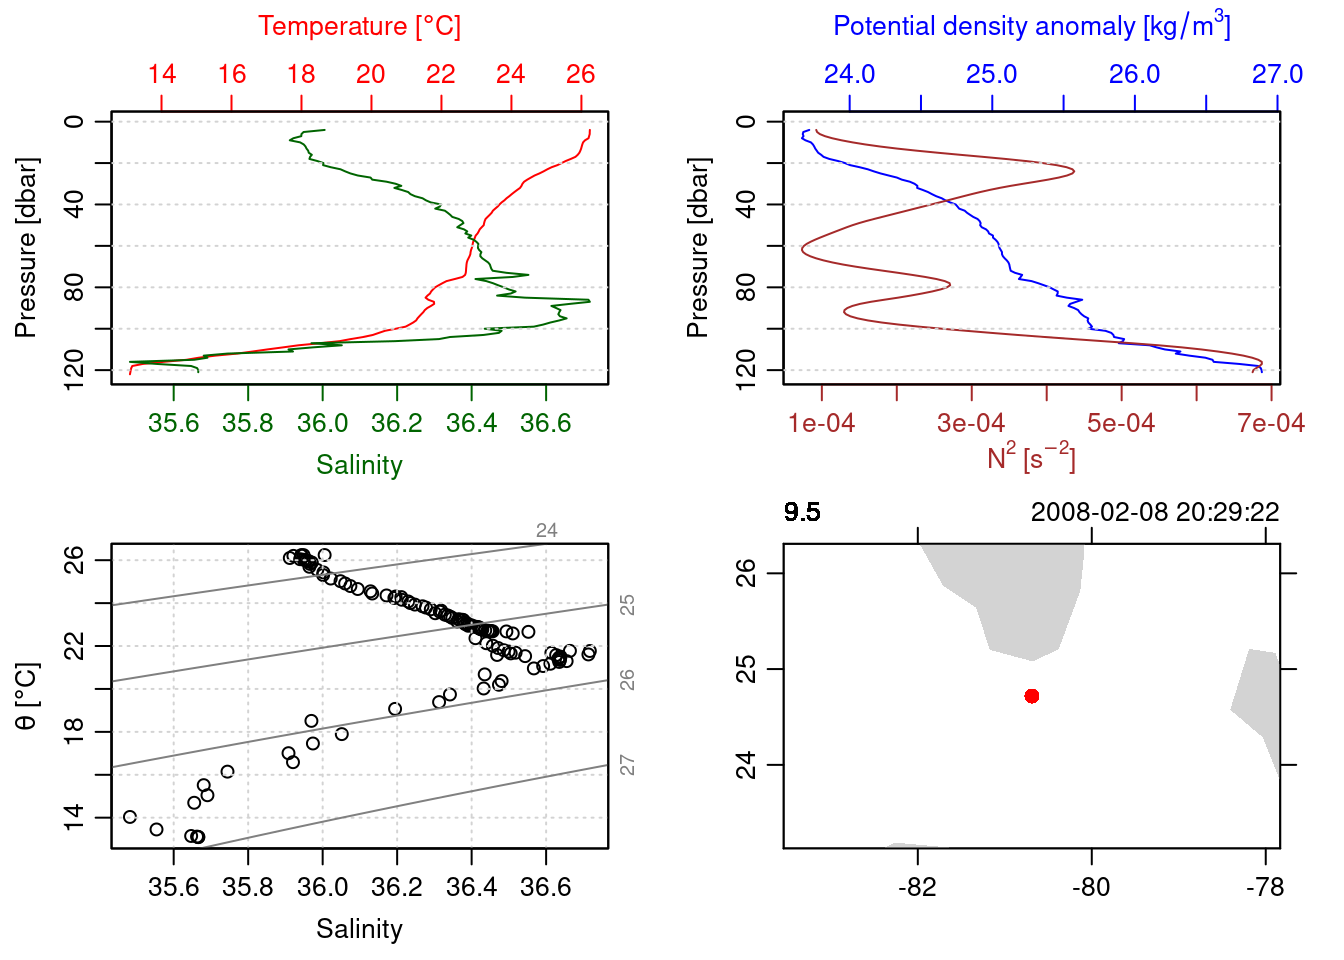 Temperature [°C]
14 16 18 20 22 24 26
Pressure [dbar]
0
40
80
120
35.6 35.8 36.0 36.2 36.4 36.6
Salinity
Potential density anomaly [kg/m³]
24.0 25.0 26.0 27.0
Pressure [dbar]
0
40
80
120
1e-04 3e-04 5e-04 7e-04
N² [s⁻²]
24
θ [°C]
26
22
18
14
25
26
27
35.6 35.8 36.0 36.2 36.4 36.6
Salinity
9.5 2008-02-08 20:29:22
26
25
24
-82 -80 -78